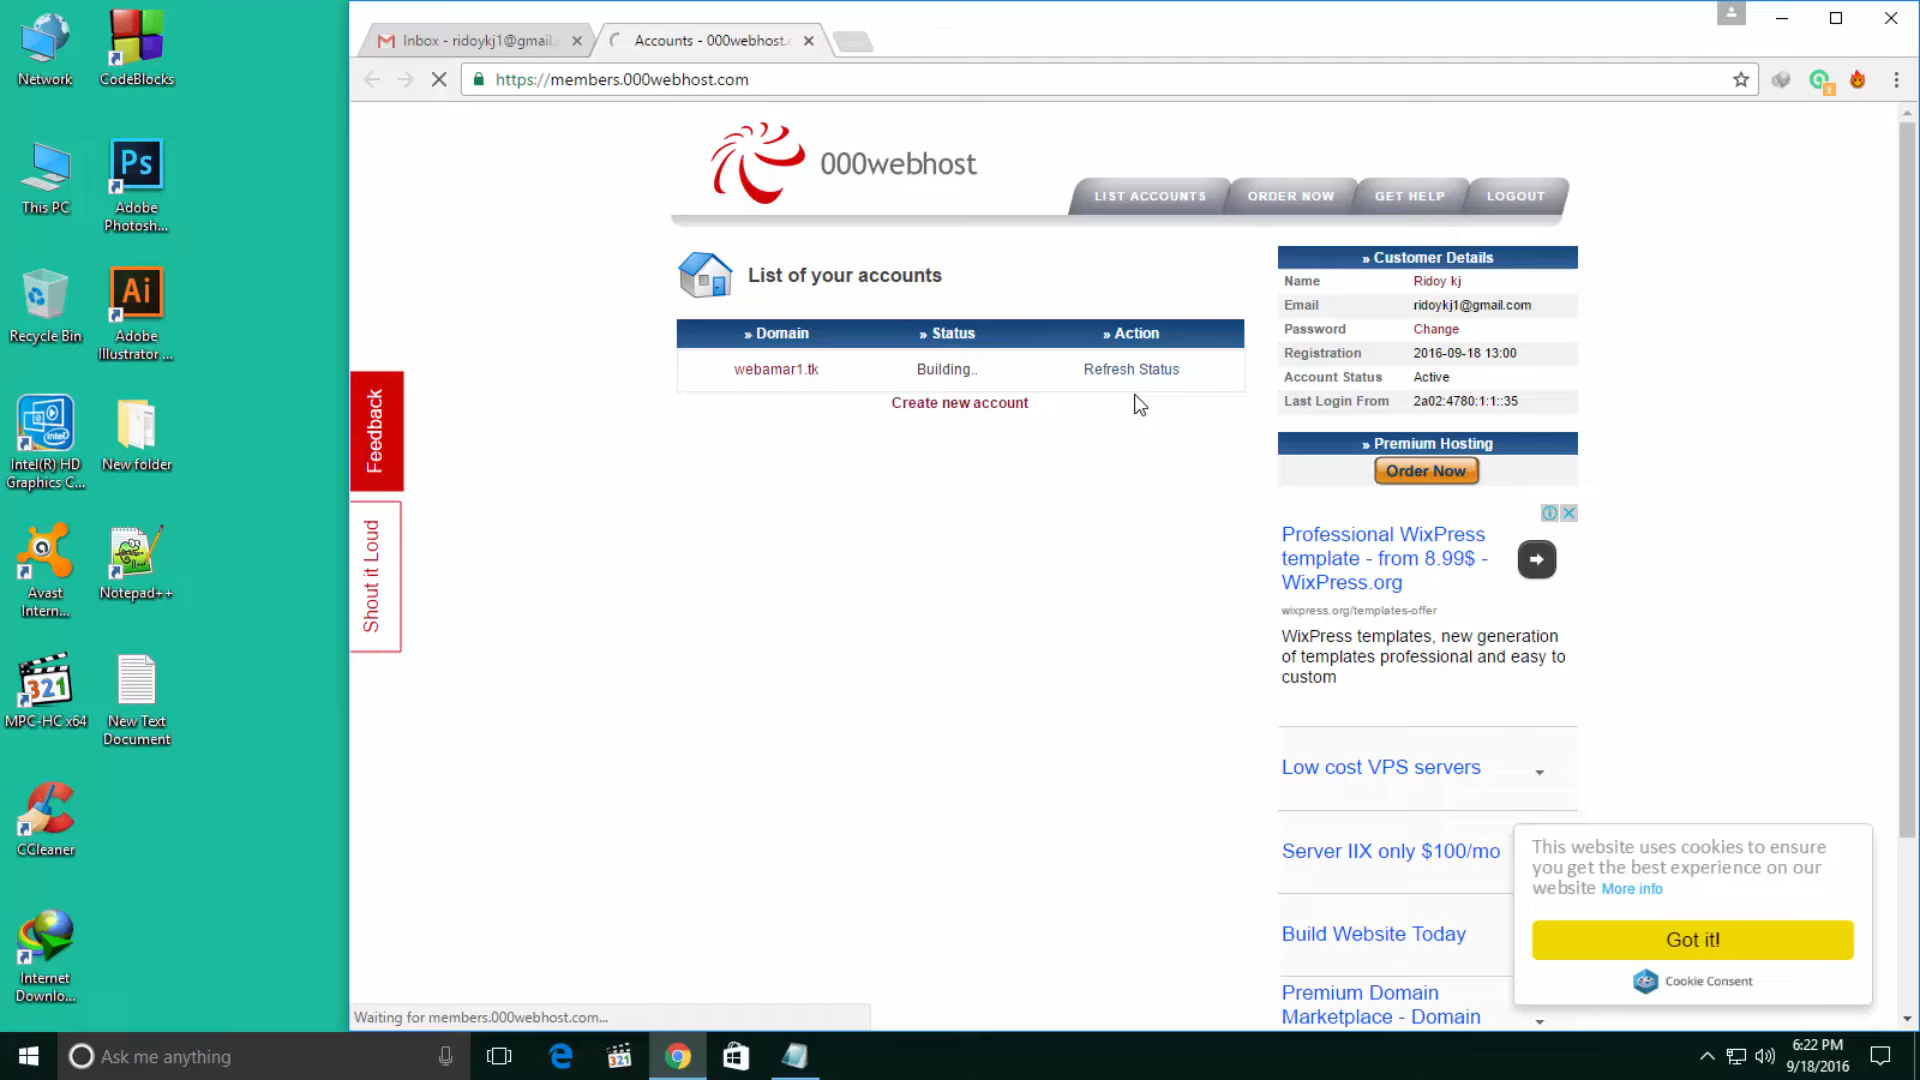 Network
CodeBlocks
This PC
Ps
Adobe
Photosh...
Recycle Bin
Ai
Adobe
Illustrator ...
intel
Intel(R) HD
Graphics C...
New folder
Avast
Intern...
Notepad++
321
MPC-HC x64
New Text
Document
CCleaner
Internet
Downlo...
Inbox - ridoykj1@gmail.
Accounts - 000webhost.c
https://members.000webhost.com
000webhost
LIST ACCOUNTS
ORDER NOW
GET HELP
LOGOUT
List of your accounts
» Domain » Status » Action
webamar1.tk Building.. Refresh Status
Create new account
» Customer Details
Name Ridoy kj
Email ridoykj1@gmail.com
Password Change
Registration 2016-09-18 13:00
Account Status Active
Last Login From 2a02:4780:1:1::35
» Premium Hosting
Order Now
Professional WixPress
template - from 8.99$ -
WixPress.org
wixpress.org/templates-offer
WixPress templates, new generation
of templates professional and easy to
custom
Low cost VPS servers
Server IIX only $100/mo
Build Website Today
Premium Domain
Marketplace - Domain
Feedback
Shout it Loud
This website uses cookies to ensure
you get the best experience on our
website More info
Got it!
Cookie Consent
Waiting for members.000webhost.com...
Ask me anything
321
6:22 PM
9/18/2016